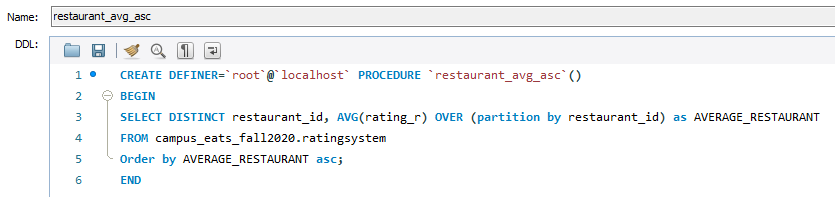 Name: restaurant_avg_asc
DDL:
1 CREATE DEFINER=`root`@`localhost` PROCEDURE `restaurant_avg_asc`()
2 BEGIN
3 SELECT DISTINCT restaurant_id, AVG(rating_r) OVER (partition by restaurant_id) as AVERAGE_RESTAURANT
4 FROM campus_eats_fall2020.ratingsystem
5 Order by AVERAGE_RESTAURANT asc;
6 END